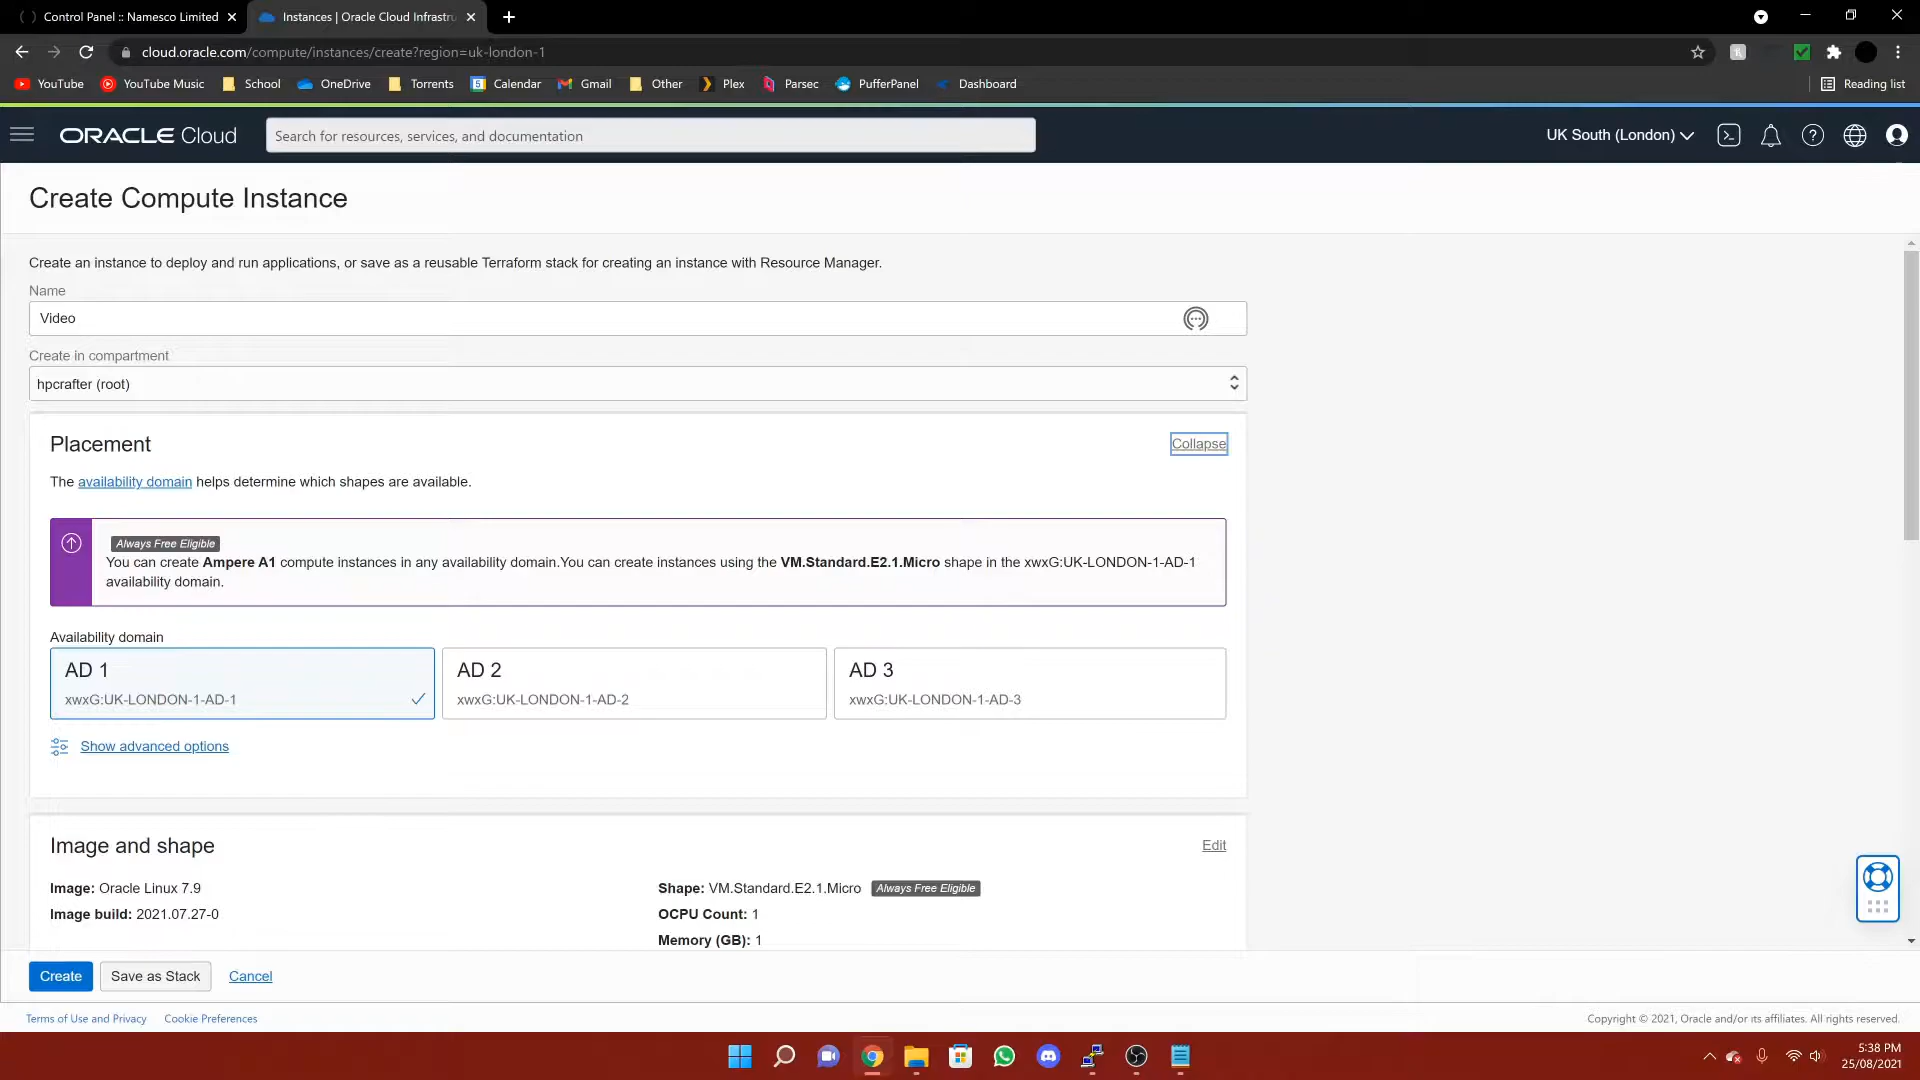 Control Panel :: Namesco Limited
Instances | Oracle Cloud Infrastru
cloud.oracle.com/compute/instances/create?region=uk-london-1
YouTube
YouTube Music
School
OneDrive
Torrents
5
Calendar
Gmail
Other
Plex
Parsec
PufferPanel
Dashboard
Reading list
ORACLE Cloud
Search for resources, services, and documentation
UK South (London)
Create Compute Instance
Create an instance to deploy and run applications, or save as a reusable Terraform stack for creating an instance with Resource Manager.
Name
Video
Create in compartment
hpcrafter (root)
Placement
Collapse
The availability domain helps determine which shapes are available.
Always Free Eligible
You can create Ampere A1 compute instances in any availability domain.You can create instances using the VM.Standard.E2.1.Micro shape in the xwxG:UK-LONDON-1-AD-1
availability domain.
Availability domain
AD 1
xwxG:UK-LONDON-1-AD-1
AD 2
xwxG:UK-LONDON-1-AD-2
AD 3
xwxG:UK-LONDON-1-AD-3
Show advanced options
Image and shape
Edit
Image: Oracle Linux 7.9
Image build: 2021.07.27-0
Shape: VM.Standard.E2.1.Micro Always Free Eligible
OCPU Count: 1
Memory (GB): 1
Create
Save as Stack
Cancel
Terms of Use and Privacy
Cookie Preferences
Copyright © 2021, Oracle and/or its affiliates. All rights reserved.
5:38 PM
25/08/2021